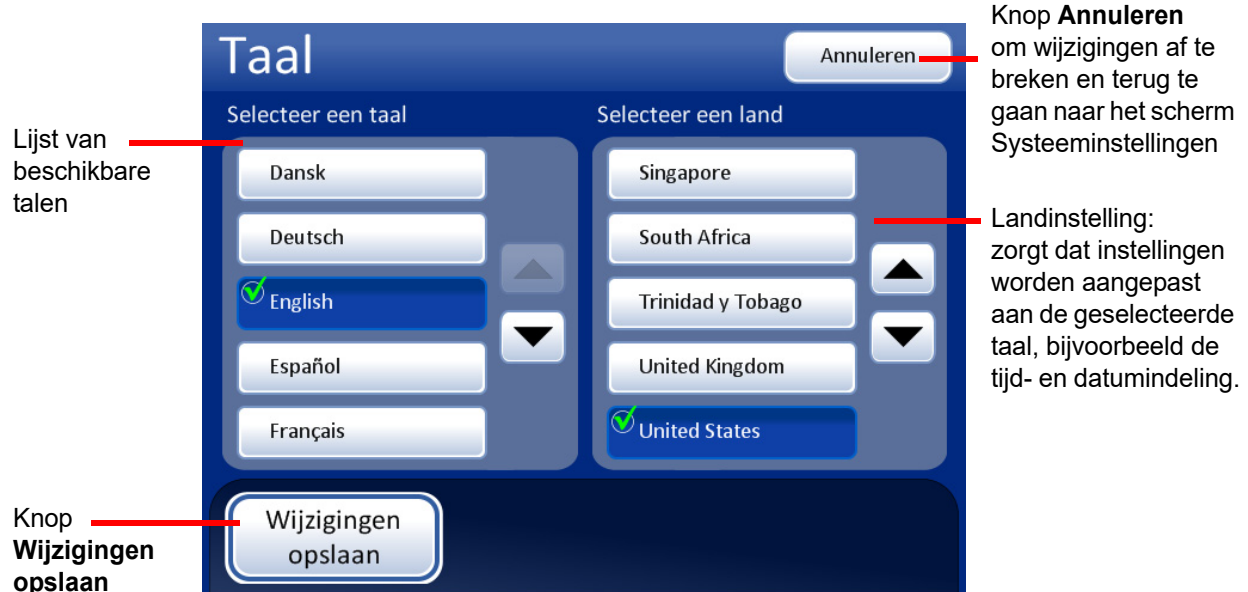 Taal
Annuleren
Selecteer een taal
Dansk
Deutsch
English
Español
Français
Selecteer een land
Singapore
South Africa
Trinidad y Tobago
United Kingdom
United States
Wijzigingen
opslaan
Lijst van
beschikbare
talen
Knop
Wijzigingen
opslaan
Knop Annuleren
om wijzigingen af te
breken en terug te
gaan naar het scherm
Systeeminstellingen
Landinstelling:
zorgt dat instellingen
worden aangepast
aan de geselecteerde
taal, bijvoorbeeld de
tijd- en datumindeling.